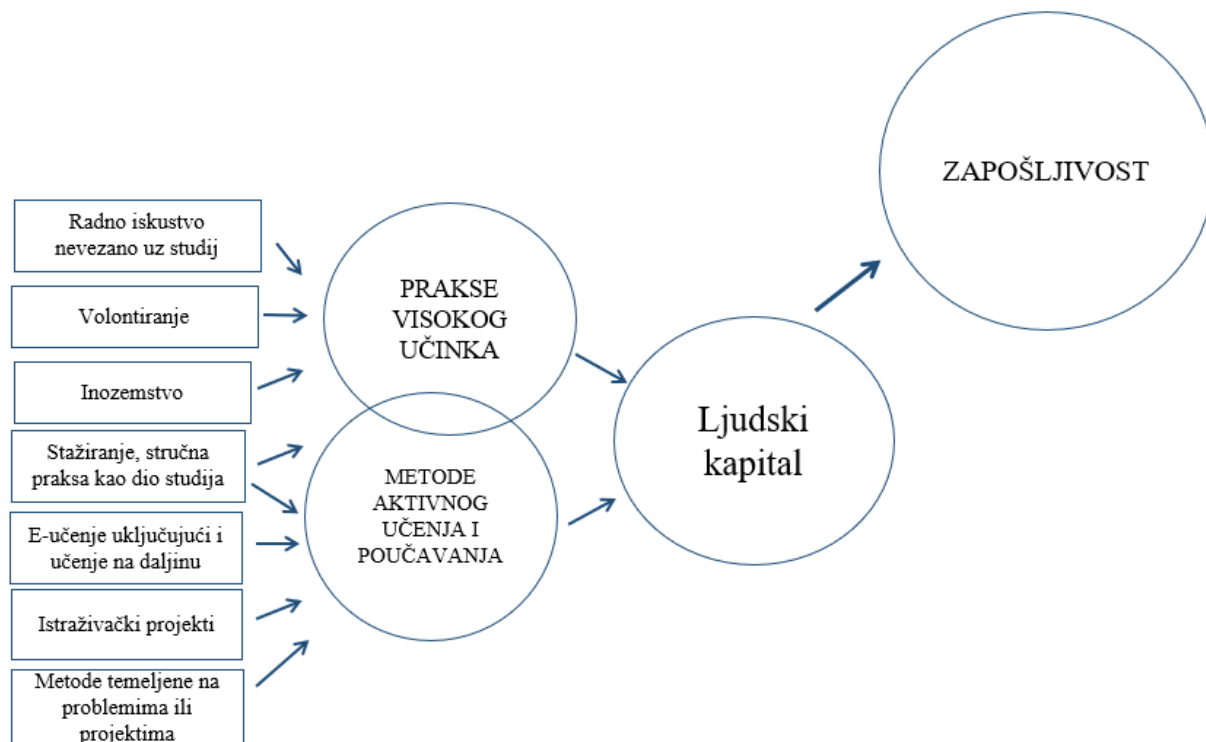 ZAPOŠLJIVOST
Radno iskustvo
nevezano uz studij
Volontiranje
Inozemstvo
Stažiranje, stručna
praksa kao dio studija
E-učenje uključujući i
učenje na daljinu
Istraživački projekti
Metode temeljene na
problemima ili
projektima
PRAKSE
VISOKOG
UČINKA
METODE
AKTIVNOG
UČENJA I
POUČAVANJA
Ljudski
kapital